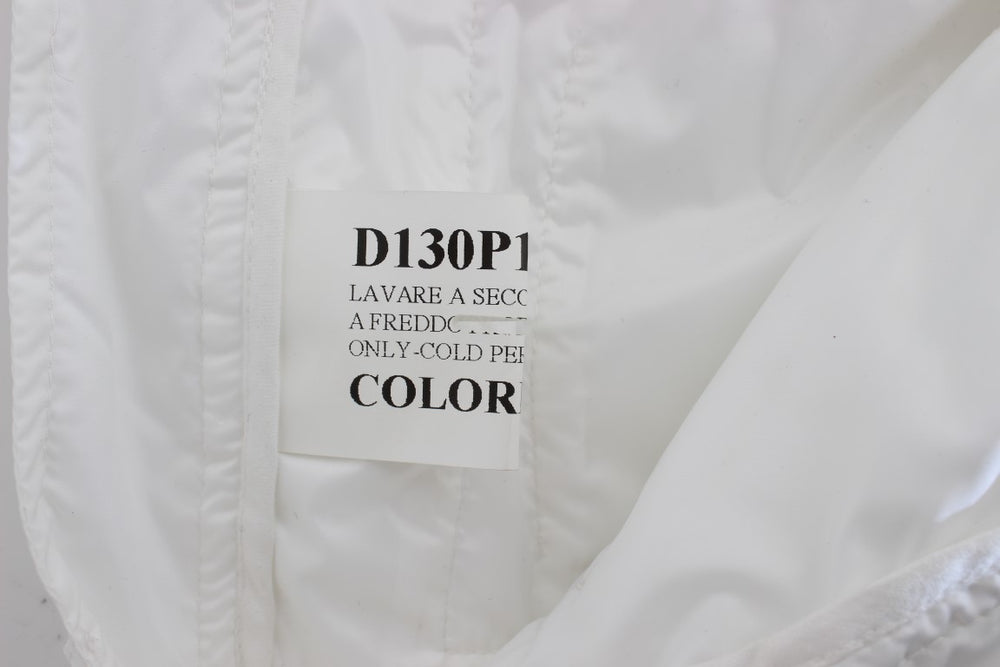 D130P1
LAVARE A SECC
A FREDDO
ONLY-COLD PER
COLOR